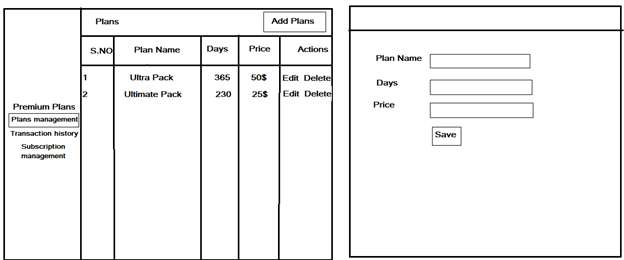 Plans Add Plans
S.NO Plan Name Days Price Actions
1 Ultra Pack 365 50$ Edit Delete
2 Ultimate Pack 230 25$ Edit Delete
Premium Plans
Plans management
Transaction history
Subscription
management
Plan Name
Days
Price
Save